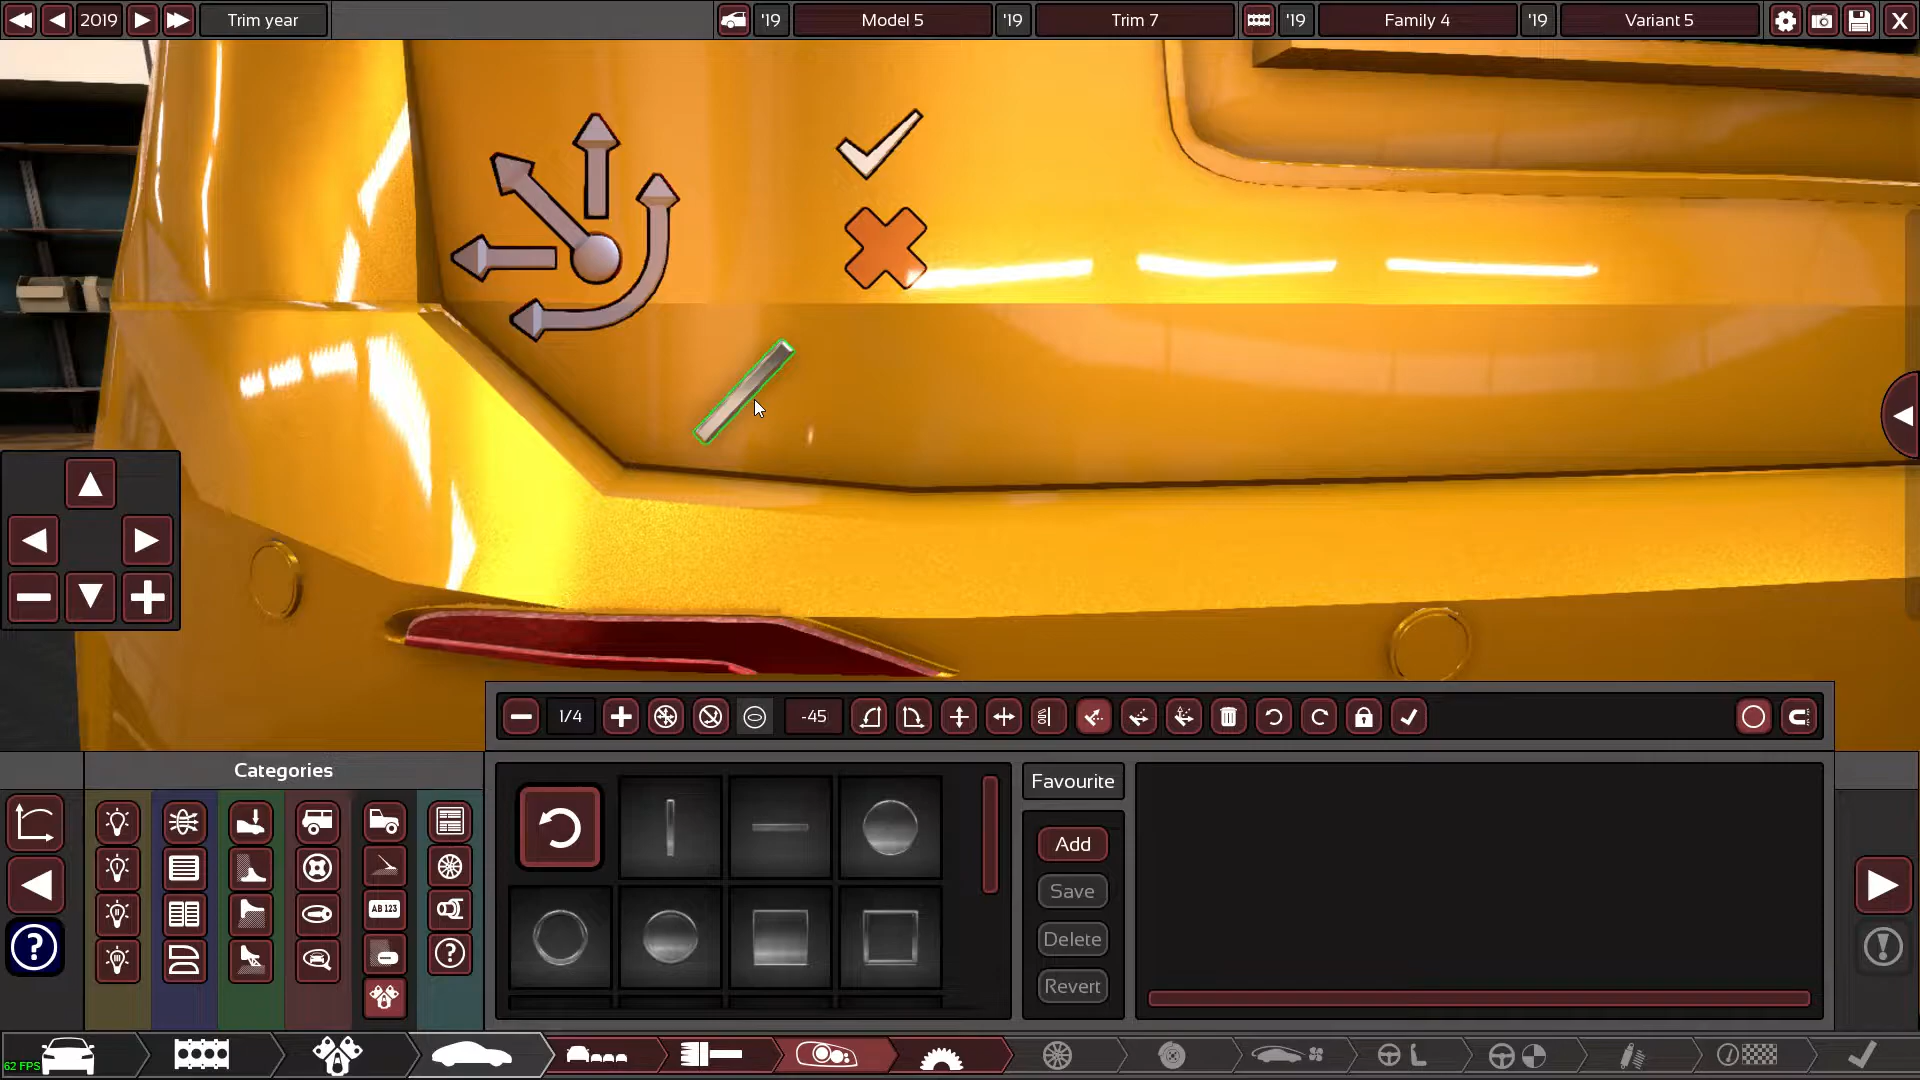 2019 Trim year '19 Model 5 '19 Trim 7 '19 Family 4 '19 Variant 5 X
1/4 -45
Categories
Favourite
Add
Save
Delete
Revert
AB 123
?
?
62 FPS